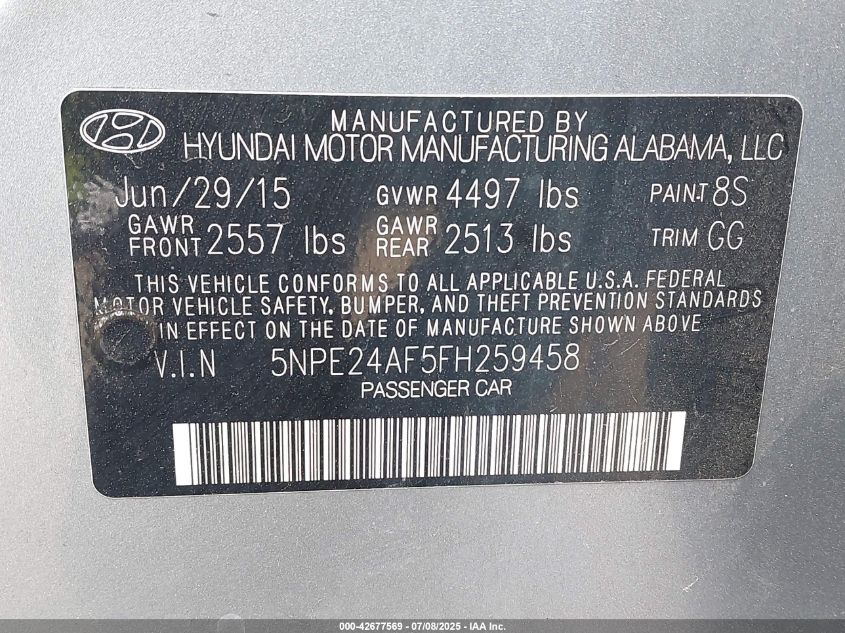 MANUFACTURED BY
HYUNDAI MOTOR MANUFACTURING ALABAMA, LLC
Jun/29/15 GVWR 4497 lbs PAINT 8S
GAWR FRONT 2557 lbs GAWR REAR 2513 lbs TRIM GG
THIS VEHICLE CONFORMS TO ALL APPLICABLE U.S.A. FEDERAL
MOTOR VEHICLE SAFETY, BUMPER, AND THEFT PREVENTION STANDARDS
IN EFFECT ON THE DATE OF MANUFACTURE SHOWN ABOVE
V.I.N 5NPE24AF5FH259458
PASSENGER CAR
000-42677569 | 07/08/2025 - IAA Inc.